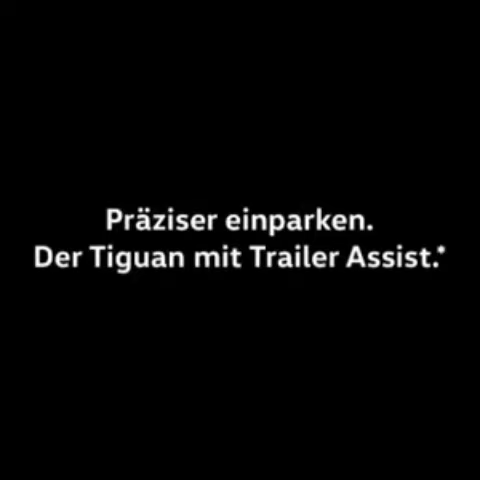 Präziser einparken.
Der Tiguan mit Trailer Assist.*